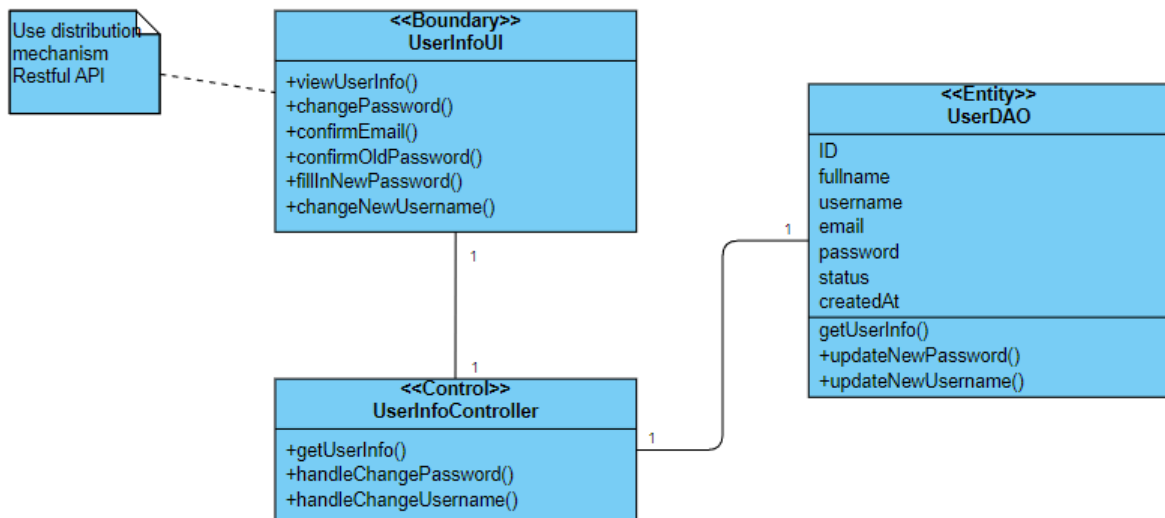 Use distribution
mechanism
Restful API
<<Boundary>>
UserInfoUI
+viewUserInfo()
+changePassword()
+confirmEmail()
+confirmOldPassword()
+fillInNewPassword()
+changeNewUsername()
1
1
<<Control>>
UserInfoController
+getUserInfo()
+handleChangePassword()
+handleChangeUsername()
1
1
<<Entity>>
UserDAO
ID
fullname
username
email
password
status
createdAt
getUserInfo()
+updateNewPassword()
+updateNewUsername()